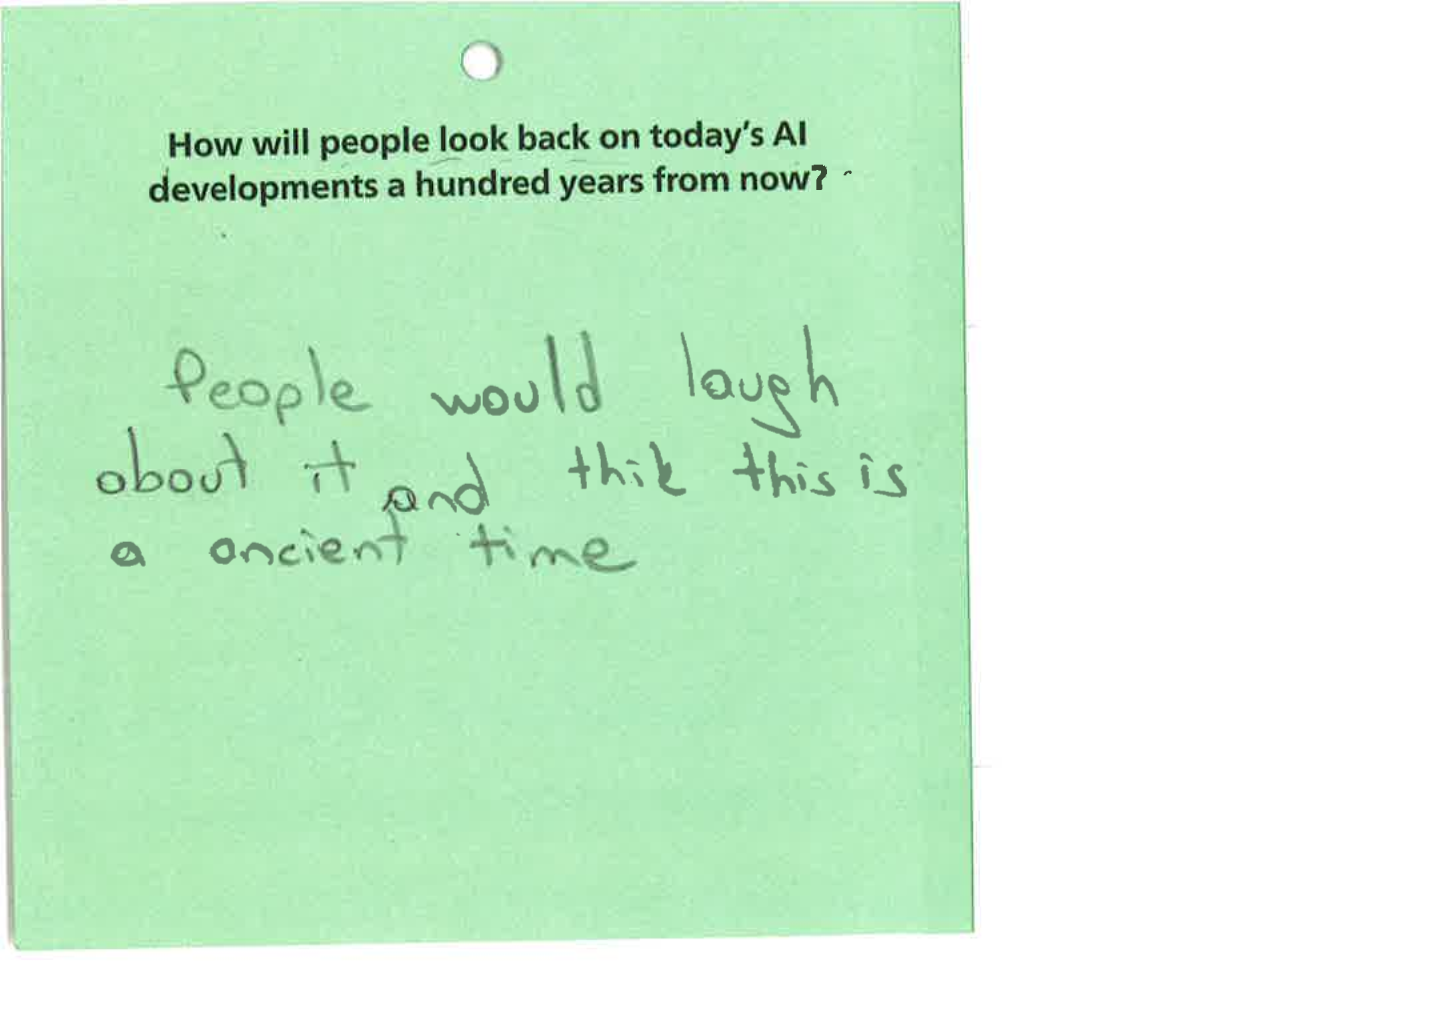 How will people look back on today's AI
developments a hundred years from now?
People would laugh
about it and thik this is
a ancient time